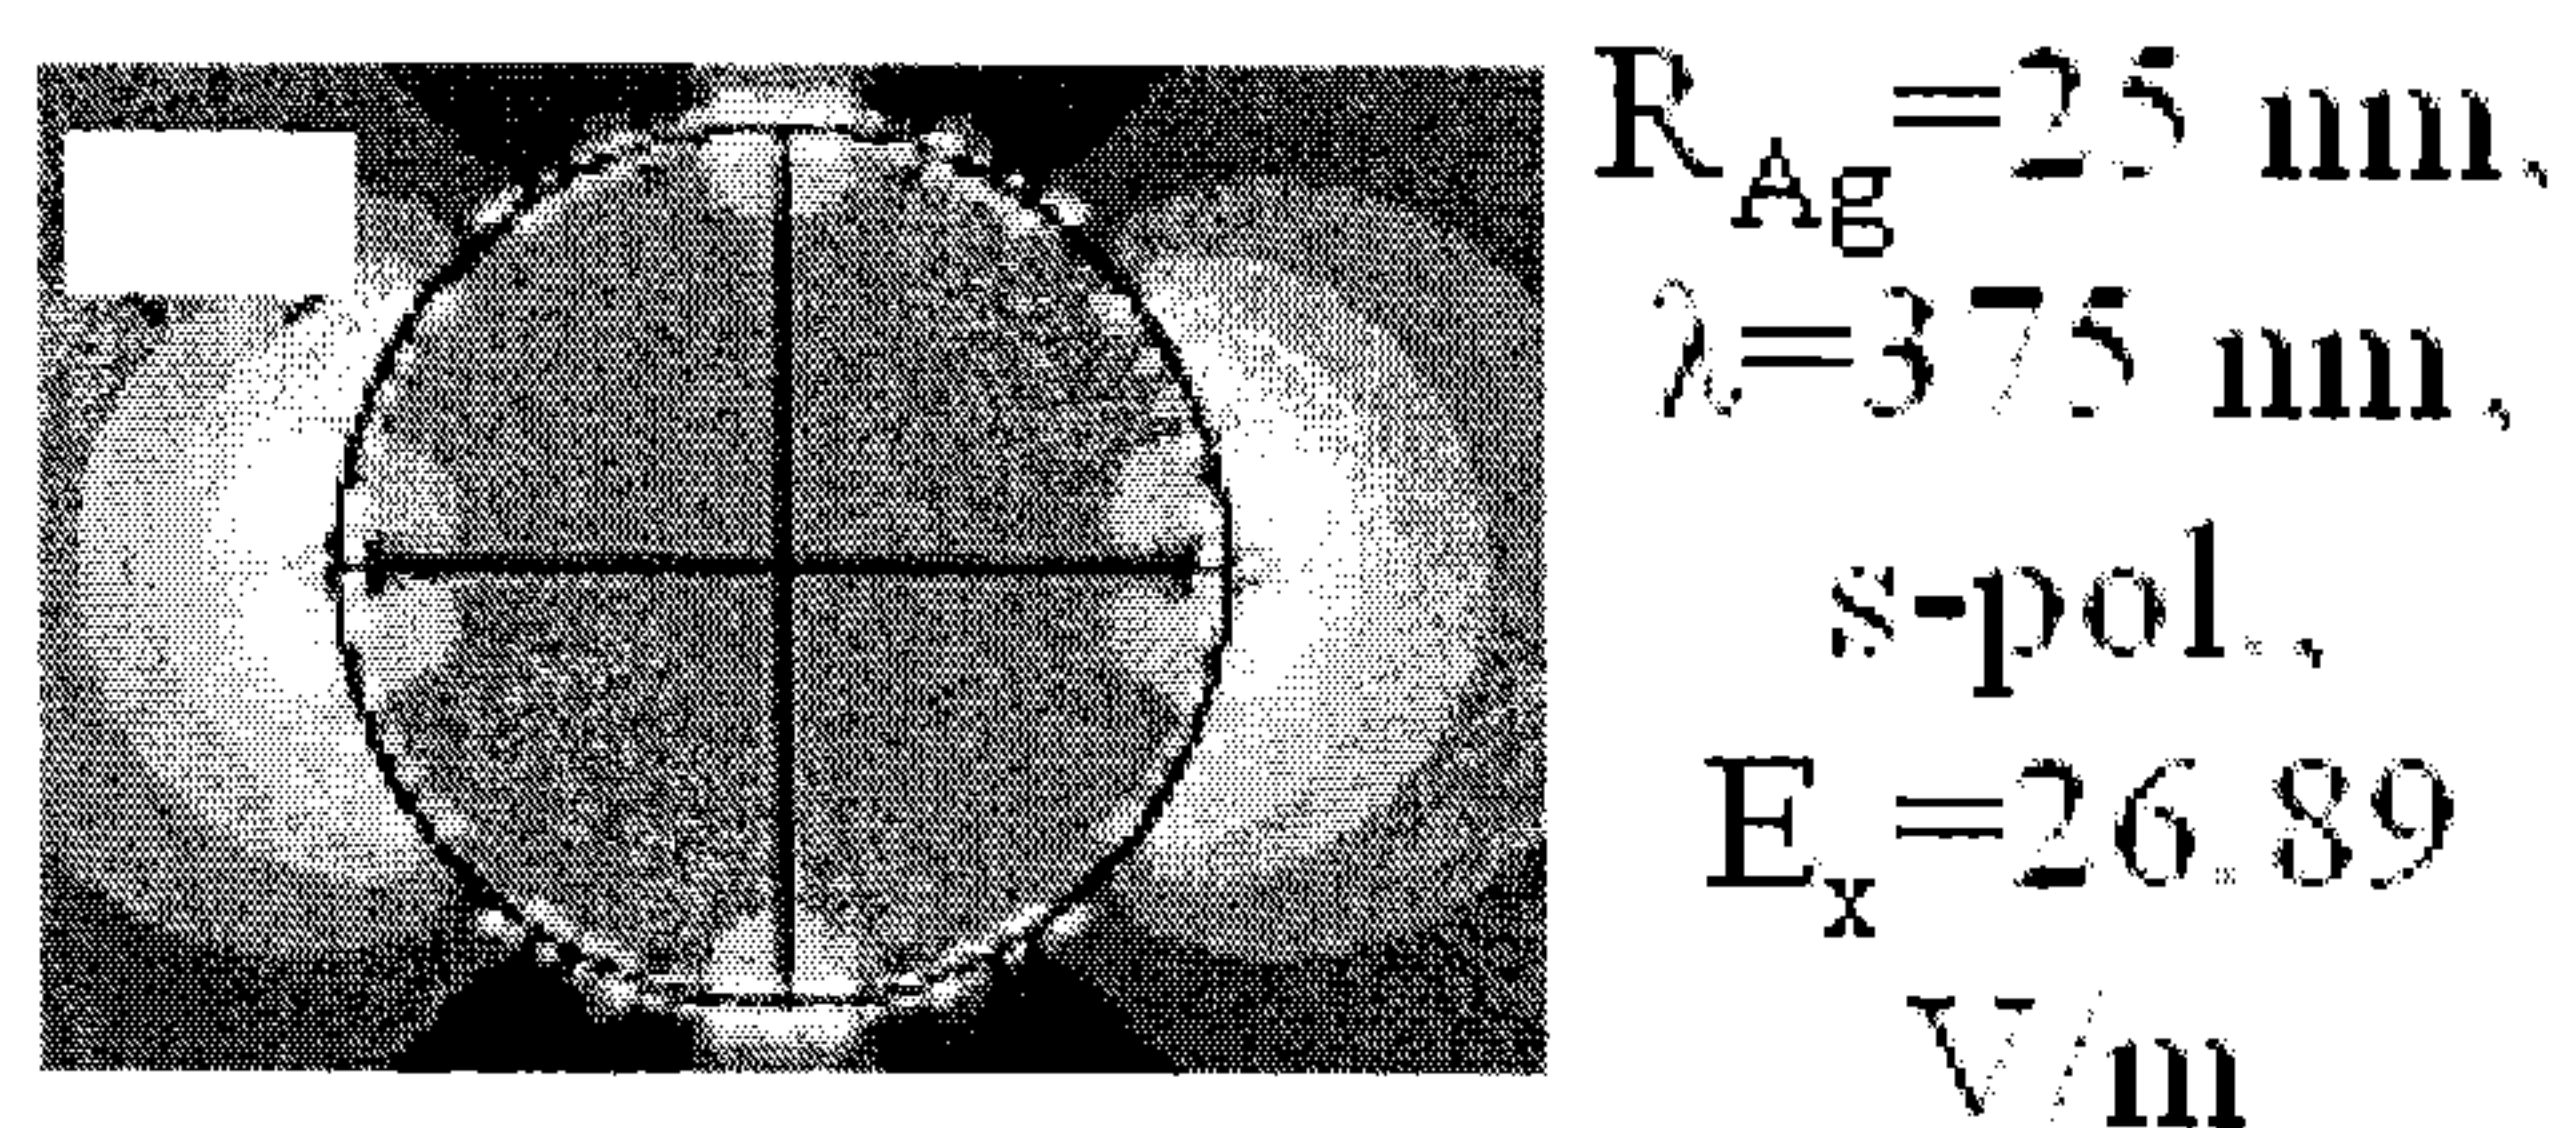 R_Ag=25 nm,
λ=375 nm,
s-pol.,
E_x=26.89
V/m